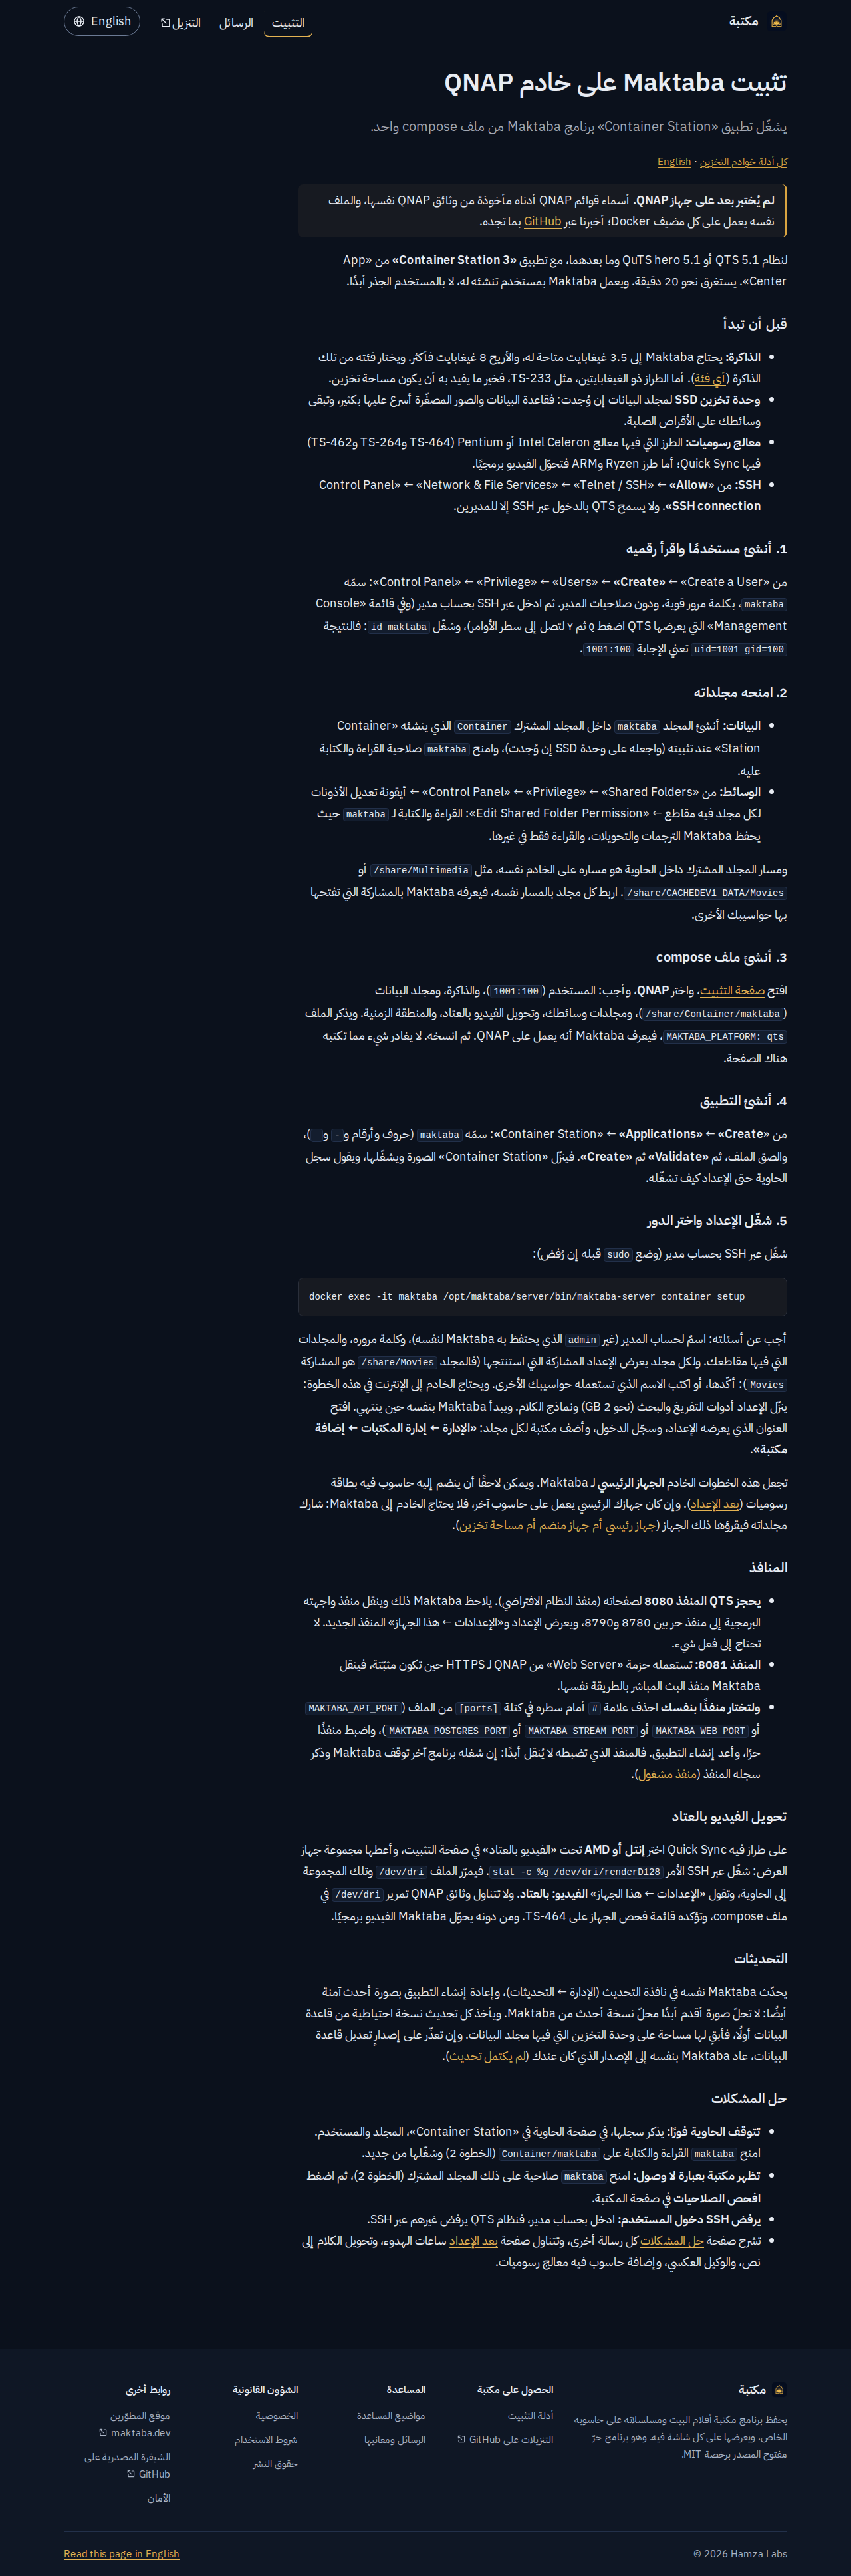 مكتبة
التثبيت
الرسائل
التنزيل
English
تثبيت Maktaba على خادم QNAP
يشغّل تطبيق «Container Station» برنامج Maktaba من ملف compose واحد.
كل أدلة خوادم التخزين · English
لم يُختبر بعد على جهاز QNAP. أسماء قوائم QNAP أدناه مأخوذة من وثائق QNAP نفسها، والملف
نفسه يعمل على كل مضيف Docker؛ أخبرنا عبر GitHub بما تجده.
لنظام QTS 5.1 أو QuTS hero 5.1 وما بعدهما، مع تطبيق «Container Station 3» من «App
Center». يستغرق نحو 20 دقيقة. ويعمل Maktaba بمستخدم تنشئه له، لا بالمستخدم الجذر أبدًا.
قبل أن تبدأ
الذاكرة: يحتاج Maktaba إلى 3.5 غيغابايت متاحة له، والأريح 8 غيغابايت فأكثر. ويختار فئته من تلك
الذاكرة (أي فئة). أما الطراز ذو الغيغابايتين، مثل TS-233، فخير ما يفيد به أن يكون مساحة تخزين.
وحدة تخزين SSD لمجلد البيانات إن وُجدت: فقاعدة البيانات والصور المصغّرة أسرع عليها بكثير، وتبقى
وسائطك على الأقراص الصلبة.
معالج رسوميات: الطرز التي فيها معالج Intel Celeron أو Pentium (TS-464 وTS-264 وTS-462)
فيها Quick Sync؛ أما طرز Ryzen وARM فتحوّل الفيديو برمجيًا.
SSH: من «Control Panel» ← «Network & File Services» ← «Telnet / SSH» ← «Allow
SSH connection». ولا يسمح QTS بالدخول عبر SSH إلا للمديرين.
1. أنشئ مستخدمًا واقرأ رقميه
من «Control Panel» ← «Privilege» ← «Users» ← «Create» ← «Create a User»: سمّه
maktaba، بكلمة مرور قوية، ودون صلاحيات المدير. ثم ادخل عبر SSH بحساب مدير (وفي قائمة «Console
Management» التي يعرضها QTS اضغط Q ثم Y لتصل إلى سطر الأوامر)، وشغّل id maktaba: فالنتيجة
uid=1001 gid=100 تعني الإجابة 1001:100.
2. امنحه مجلداته
البيانات: أنشئ المجلد maktaba داخل المجلد المشترك Container الذي ينشئه «Container
Station» عند تثبيته (واجعله على وحدة SSD إن وُجدت)، وامنح maktaba صلاحية القراءة والكتابة
عليه.
الوسائط: من «Control Panel» ← «Privilege» ← «Shared Folders» ← أيقونة تعديل الأذونات
لكل مجلد فيه مقاطع ← «Edit Shared Folder Permission»: القراءة والكتابة لـ maktaba حيث
يحفظ Maktaba الترجمات والتحويلات، والقراءة فقط في غيرها.
ومسار المجلد المشترك داخل الحاوية هو مساره على الخادم نفسه، مثل /share/Multimedia أو
/share/CACHEDEV1_DATA/Movies. اربط كل مجلد بالمسار نفسه، فيعرفه Maktaba بالمشاركة التي تفتحها
بها حواسيبك الأخرى.
3. أنشئ ملف compose
افتح صفحة التثبيت، واختر QNAP، وأجب: المستخدم (1001:100)، والذاكرة، ومجلد البيانات
(/share/Container/maktaba)، ومجلدات وسائطك، وتحويل الفيديو بالعتاد، والمنطقة الزمنية. ويذكر الملف
MAKTABA_PLATFORM: qts، فيعرف Maktaba أنه يعمل على QNAP. ثم انسخه. لا يغادر شيء مما تكتبه
هناك الصفحة.
4. أنشئ التطبيق
من «Container Station» ← «Applications» ← «Create»: سمّه maktaba (حروف وأرقام و- و_)،
والصق الملف، ثم «Validate» ثم «Create». فينزّل «Container Station» الصورة ويشغّلها، ويقول سجل
الحاوية حتى الإعداد كيف تشغّله.
5. شغّل الإعداد واختر الدور
شغّل عبر SSH بحساب مدير (وضع sudo قبله إن رُفض):
docker exec -it maktaba /opt/maktaba/server/bin/maktaba-server container setup
أجب عن أسئلته: اسمٌ لحساب المدير (غير admin الذي يحتفظ به Maktaba لنفسه)، وكلمة مروره، والمجلدات
التي فيها مقاطعك. ولكل مجلد يعرض الإعداد المشاركة التي استنتجها (فالمجلد /share/Movies هو المشاركة
Movies): أكّدها، أو اكتب الاسم الذي تستعمله حواسيبك الأخرى. ويحتاج الخادم إلى الإنترنت في هذه الخطوة:
ينزّل الإعداد أدوات التفريغ والبحث (نحو 2 GB) ونماذج الكلام. ويبدأ Maktaba بنفسه حين ينتهي. افتح
العنوان الذي يعرضه الإعداد، وسجّل الدخول، وأضف مكتبة لكل مجلد: «الإدارة ← إدارة المكتبات ← إضافة
مكتبة».
تجعل هذه الخطوات الخادم الجهاز الرئيسي لـ Maktaba. ويمكن لاحقًا أن ينضم إليه حاسوب فيه بطاقة
رسوميات (بعد الإعداد). وإن كان جهازك الرئيسي يعمل على حاسوب آخر، فلا يحتاج الخادم إلى Maktaba: شارك
مجلداته فيقرؤها ذلك الجهاز (جهاز رئيسي أم جهاز منضم أم مساحة تخزين).
المنافذ
يحجز QTS المنفذ 8080 لصفحاته (منفذ النظام الافتراضي). يلاحظ Maktaba ذلك وينقل منفذ واجهته
البرمجية إلى منفذ حر بين 8780 و8790، ويعرض الإعداد و«الإعدادات ← هذا الجهاز» المنفذ الجديد. لا
تحتاج إلى فعل شيء.
المنفذ 8081: تستعمله حزمة «Web Server» من QNAP لـ HTTPS حين تكون مثبّتة، فينقل
Maktaba منفذ البث المباشر بالطريقة نفسها.
ولتختار منفذًا بنفسك احذف علامة # أمام سطره في كتلة [ports] من الملف (MAKTABA_API_PORT
أو MAKTABA_WEB_PORT أو MAKTABA_STREAM_PORT أو MAKTABA_POSTGRES_PORT)، واضبط منفذًا
حرًا، وأعد إنشاء التطبيق. فالمنفذ الذي تضبطه لا يُنقل أبدًا: إن شغله برنامج آخر توقف Maktaba وذكر
سجله المنفذ (منفذ مشغول).
تحويل الفيديو بالعتاد
على طراز فيه Quick Sync اختر إنتل أو AMD تحت «الفيديو بالعتاد» في صفحة التثبيت، وأعطها مجموعة جهاز
العرض: شغّل عبر SSH الأمر stat -c %g /dev/dri/renderD128. فيمرّر الملف /dev/dri وتلك المجموعة
إلى الحاوية، وتقول «الإعدادات ← هذا الجهاز» الفيديو: بالعتاد. ولا تتناول وثائق QNAP تمرير /dev/dri في
ملف compose، وتؤكده قائمة فحص الجهاز على TS-464. ومن دونه يحوّل Maktaba الفيديو برمجيًا.
التحديثات
يحدّث Maktaba نفسه في نافذة التحديث (الإدارة ← التحديثات)، وإعادة إنشاء التطبيق بصورة أحدث آمنة
أيضًا: لا تحلّ صورة أقدم أبدًا محلّ نسخة أحدث من Maktaba. ويأخذ كل تحديث نسخة احتياطية من قاعدة
البيانات أولًا، فأبقِ لها مساحة على وحدة التخزين التي فيها مجلد البيانات. وإن تعذّر على إصدارٍ تعديل قاعدة
البيانات، عاد Maktaba بنفسه إلى الإصدار الذي كان عندك (لم يكتمل تحديث).
حل المشكلات
تتوقف الحاوية فورًا: يذكر سجلها، في صفحة الحاوية في «Container Station»، المجلد والمستخدم.
امنح maktaba القراءة والكتابة على Container/maktaba (الخطوة 2) وشغّلها من جديد.
تظهر مكتبة بعبارة لا وصول: امنح maktaba صلاحية على ذلك المجلد المشترك (الخطوة 2)، ثم اضغط
افحص الصلاحيات في صفحة المكتبة.
يرفض SSH دخول المستخدم: ادخل بحساب مدير، فنظام QTS يرفض غيرهم عبر SSH.
تشرح صفحة حل المشكلات كل رسالة أخرى، وتتناول صفحة بعد الإعداد ساعات الهدوء، وتحويل الكلام إلى
نص، والوكيل العكسي، وإضافة حاسوب فيه معالج رسوميات.
مكتبة
يحفظ برنامج مكتبة أفلام البيت ومسلسلاته على حاسوبه
الخاص، ويعرضها على كل شاشة فيه. وهو برنامج حرّ
مفتوح المصدر برخصة MIT.
الحصول على مكتبة
أدلة التثبيت
التنزيلات على GitHub
المساعدة
مواضيع المساعدة
الرسائل ومعانيها
الشؤون القانونية
الخصوصية
شروط الاستخدام
حقوق النشر
روابط أخرى
موقع المطوّرين
maktaba.dev
الشيفرة المصدرية على
GitHub
الأمان
© 2026 Hamza Labs
Read this page in English